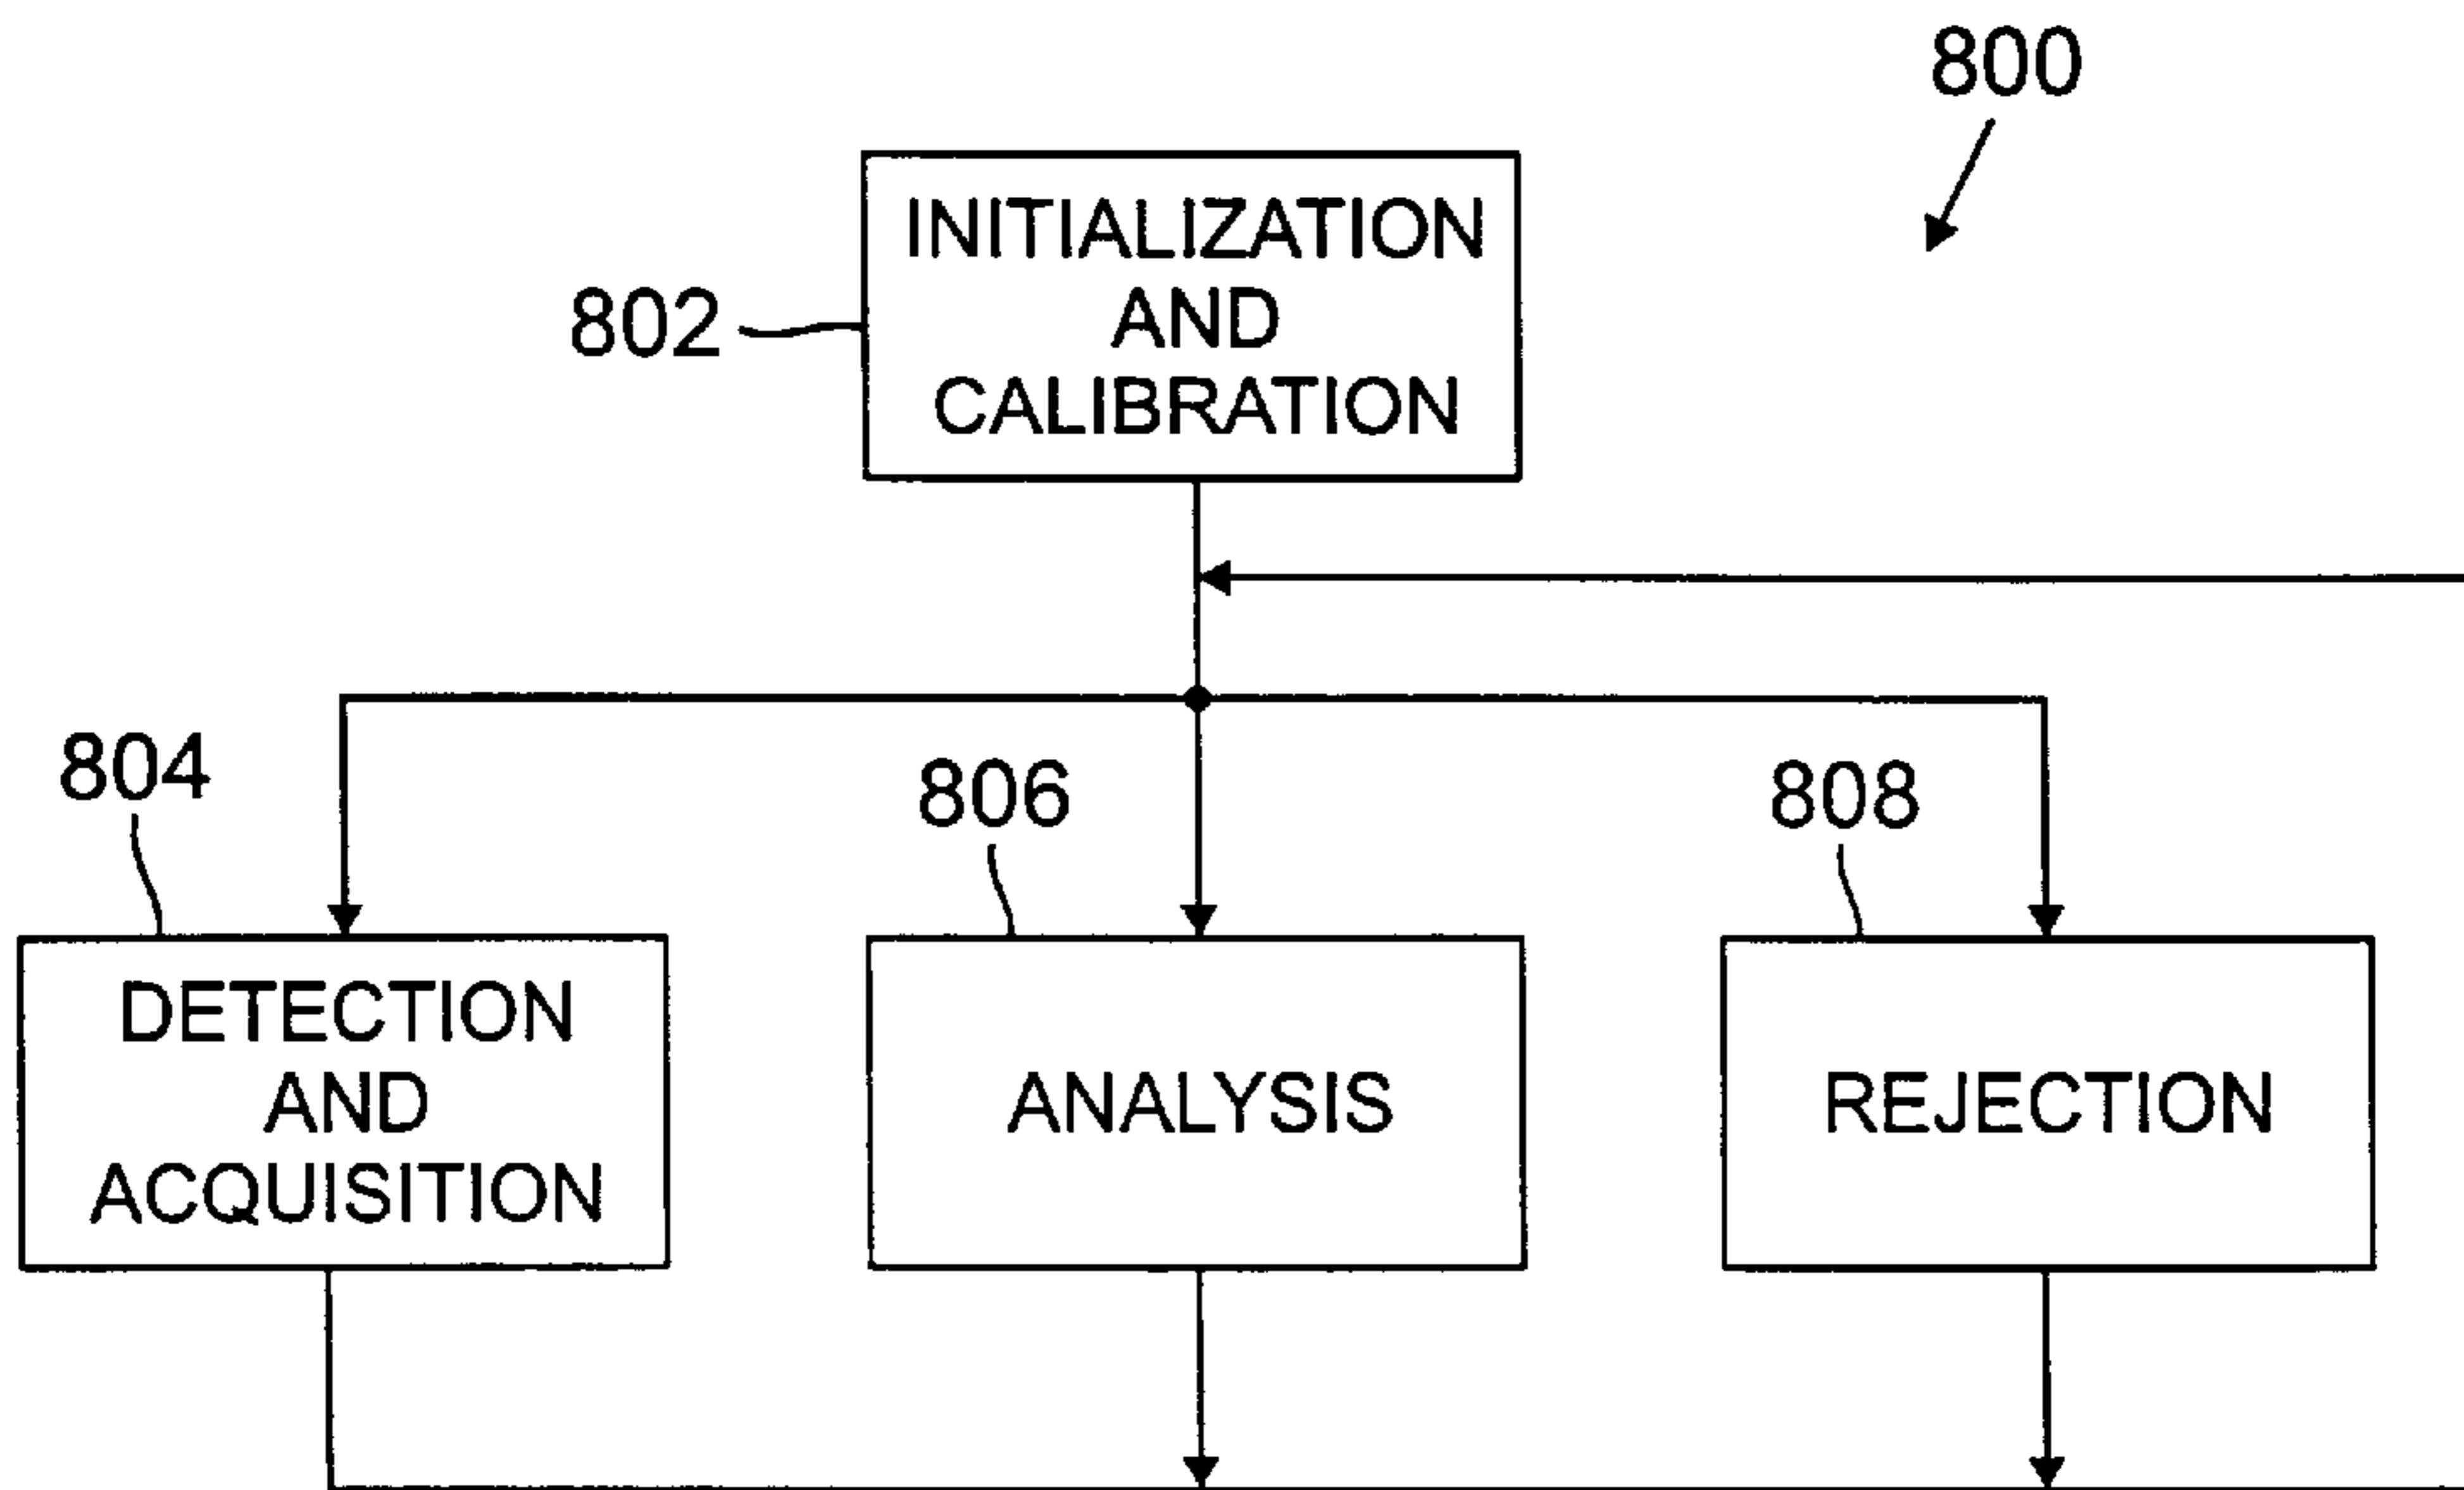 800
INITIALIZATION
AND
CALIBRATION
802
804
806
808
DETECTION
AND
ACQUISITION
ANALYSIS
REJECTION